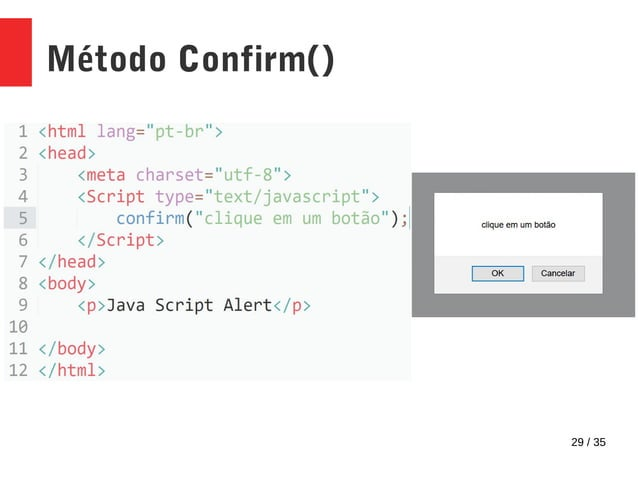 Método Confirm()
1 <html lang="pt-br">
2 <head>
3     <meta charset="utf-8">
4     <Script type="text/javascript">
5         confirm("clique em um botão");
6     </Script>
7 </head>
8 <body>
9     <p>Java Script Alert</p>
10
11 </body>
12 </html>
clique em um botão
OK Cancelar
29 / 35